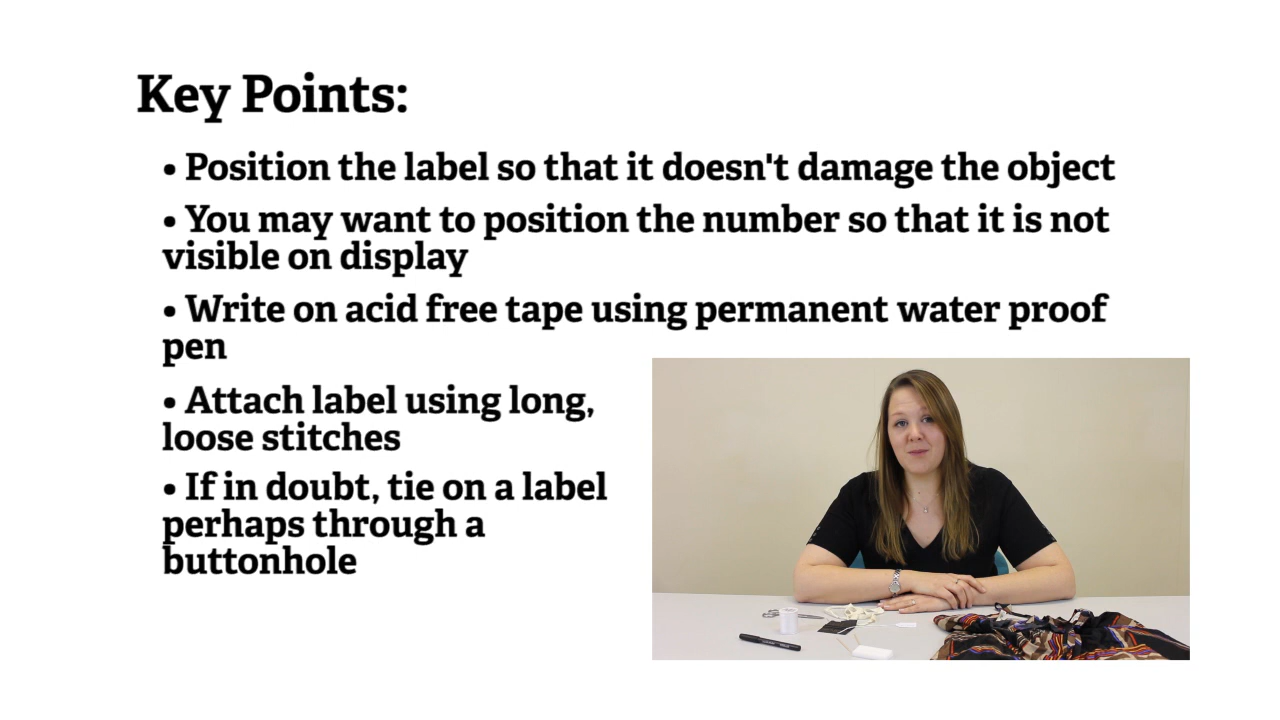 Key Points:
• Position the label so that it doesn't damage the object
• You may want to position the number so that it is not
visible on display
• Write on acid free tape using permanent water proof
pen
• Attach label using long,
loose stitches
• If in doubt, tie on a label
perhaps through a
buttonhole